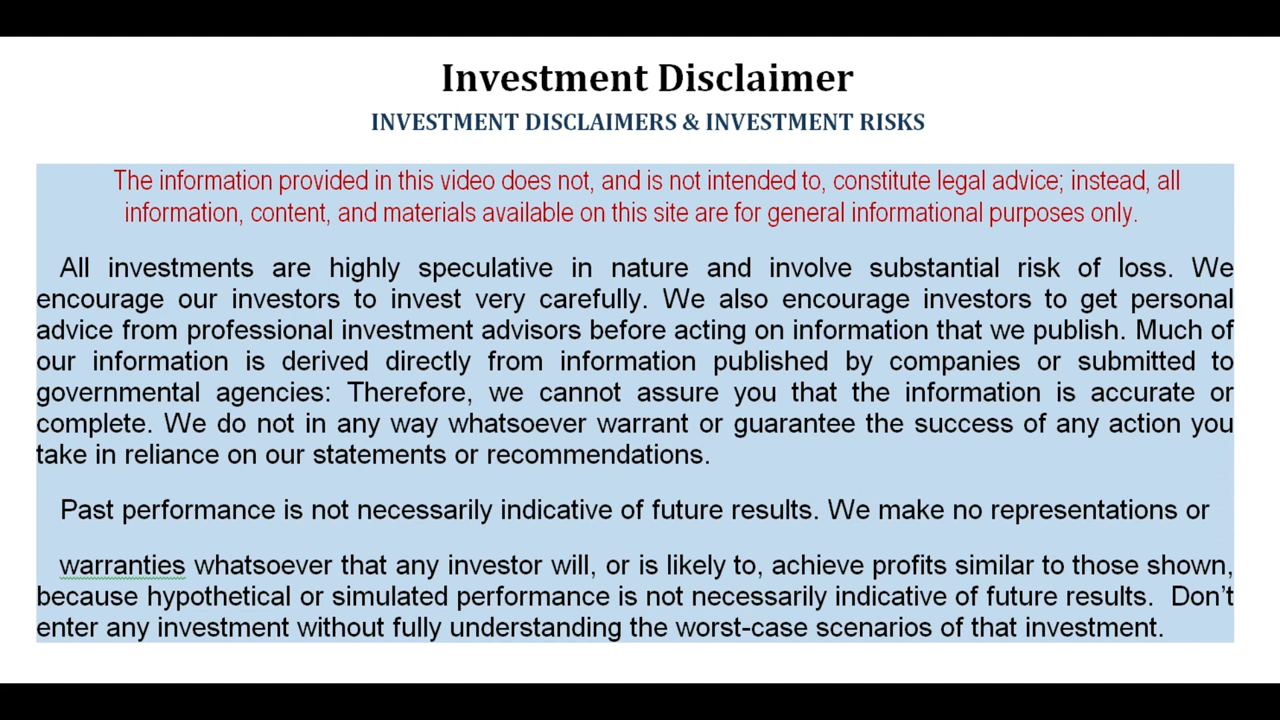 Investment Disclaimer
INVESTMENT DISCLAIMERS & INVESTMENT RISKS
The information provided in this video does not, and is not intended to, constitute legal advice; instead, all
information, content, and materials available on this site are for general informational purposes only.
All investments are highly speculative in nature and involve substantial risk of loss. We
encourage our investors to invest very carefully. We also encourage investors to get personal
advice from professional investment advisors before acting on information that we publish. Much of
our information is derived directly from information published by companies or submitted to
governmental agencies: Therefore, we cannot assure you that the information is accurate or
complete. We do not in any way whatsoever warrant or guarantee the success of any action you
take in reliance on our statements or recommendations.
Past performance is not necessarily indicative of future results. We make no representations or
warranties whatsoever that any investor will, or is likely to, achieve profits similar to those shown,
because hypothetical or simulated performance is not necessarily indicative of future results. Don’t
enter any investment without fully understanding the worst-case scenarios of that investment.